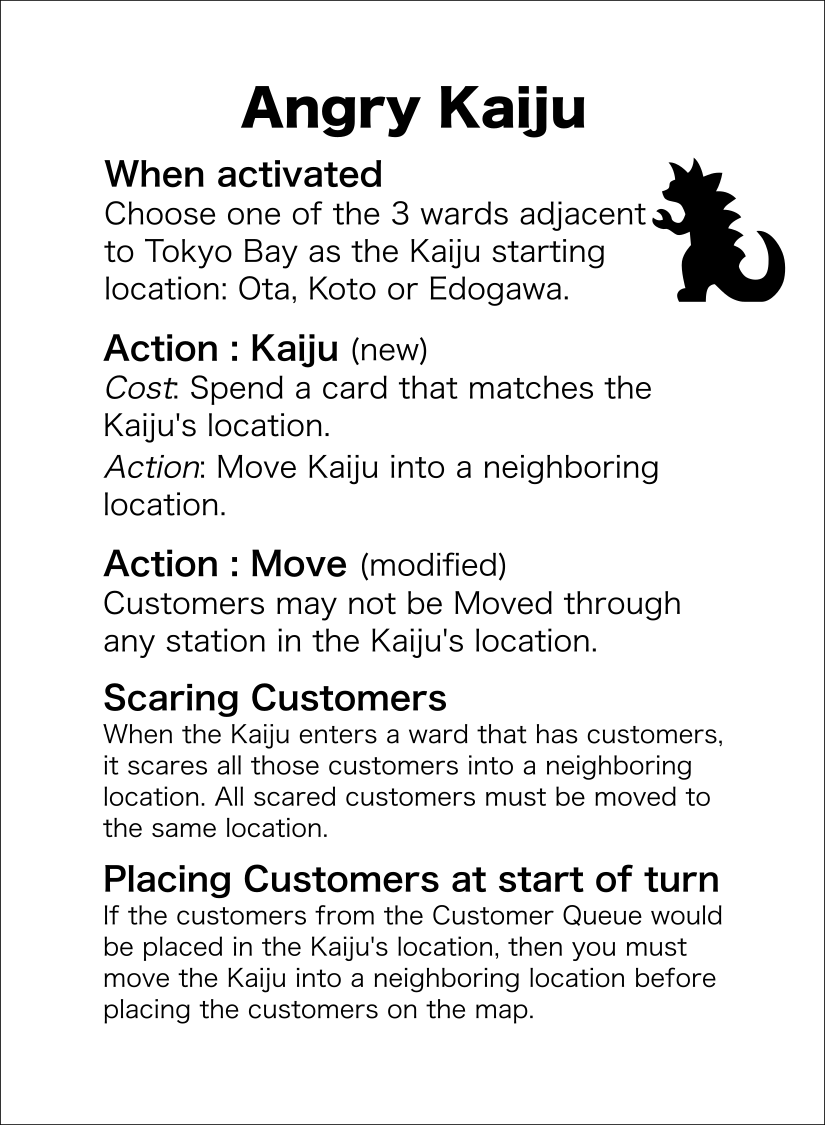 Angry Kaiju
When activated
Choose one of the 3 wards adjacent
to Tokyo Bay as the Kaiju starting
location: Ota, Koto or Edogawa.
Action : Kaiju (new)
Cost: Spend a card that matches the
Kaiju's location.
Action: Move Kaiju into a neighboring
location.
Action : Move (modified)
Customers may not be Moved through
any station in the Kaiju's location.
Scaring Customers
When the Kaiju enters a ward that has customers,
it scares all those customers into a neighboring
location. All scared customers must be moved to
the same location.
Placing Customers at start of turn
If the customers from the Customer Queue would
be placed in the Kaiju's location, then you must
move the Kaiju into a neighboring location before
placing the customers on the map.